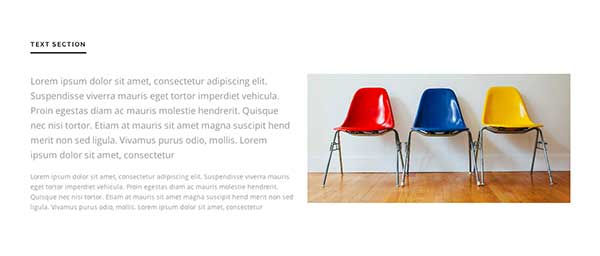 TEXT SECTION
Lorem ipsum dolor sit amet, consectetur adipiscing elit.
Suspendisse viverra mauris eget tortor imperdiet vehicula.
Proin egestas diam ac mauris molestie hendrerit. Quisque
nec nisi tortor. Etiam at mauris sit amet magna suscipit hend
merit non sed ligula. Vivamus purus odio, mollis. Lorem
ipsum dolor sit amet, consectetur
Lorem ipsum dolor sit amet, consectetur adipiscing elit. Suspendisse viverra mauris
eget tortor imperdiet vehicula. Proin egestas diam ac mauris molestie hendrerit.
Quisque nec nisi tortor. Etiam at mauris sit amet magna suscipit hend merit non sed
ligula. Vivamus purus odio, mollis. Lorem ipsum dolor sit amet, consectetur